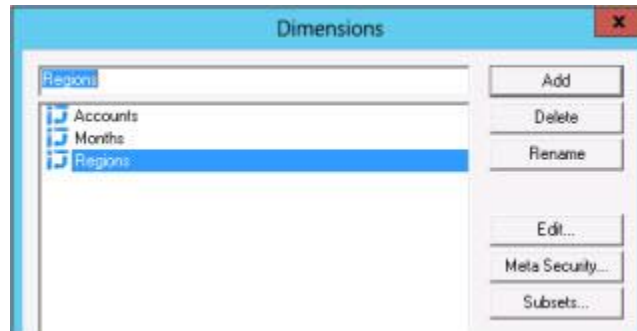 Dimensions
x
Regions
Add
Accounts
Delete
Months
Rename
Regions
Edit...
Meta Security...
Subsets...